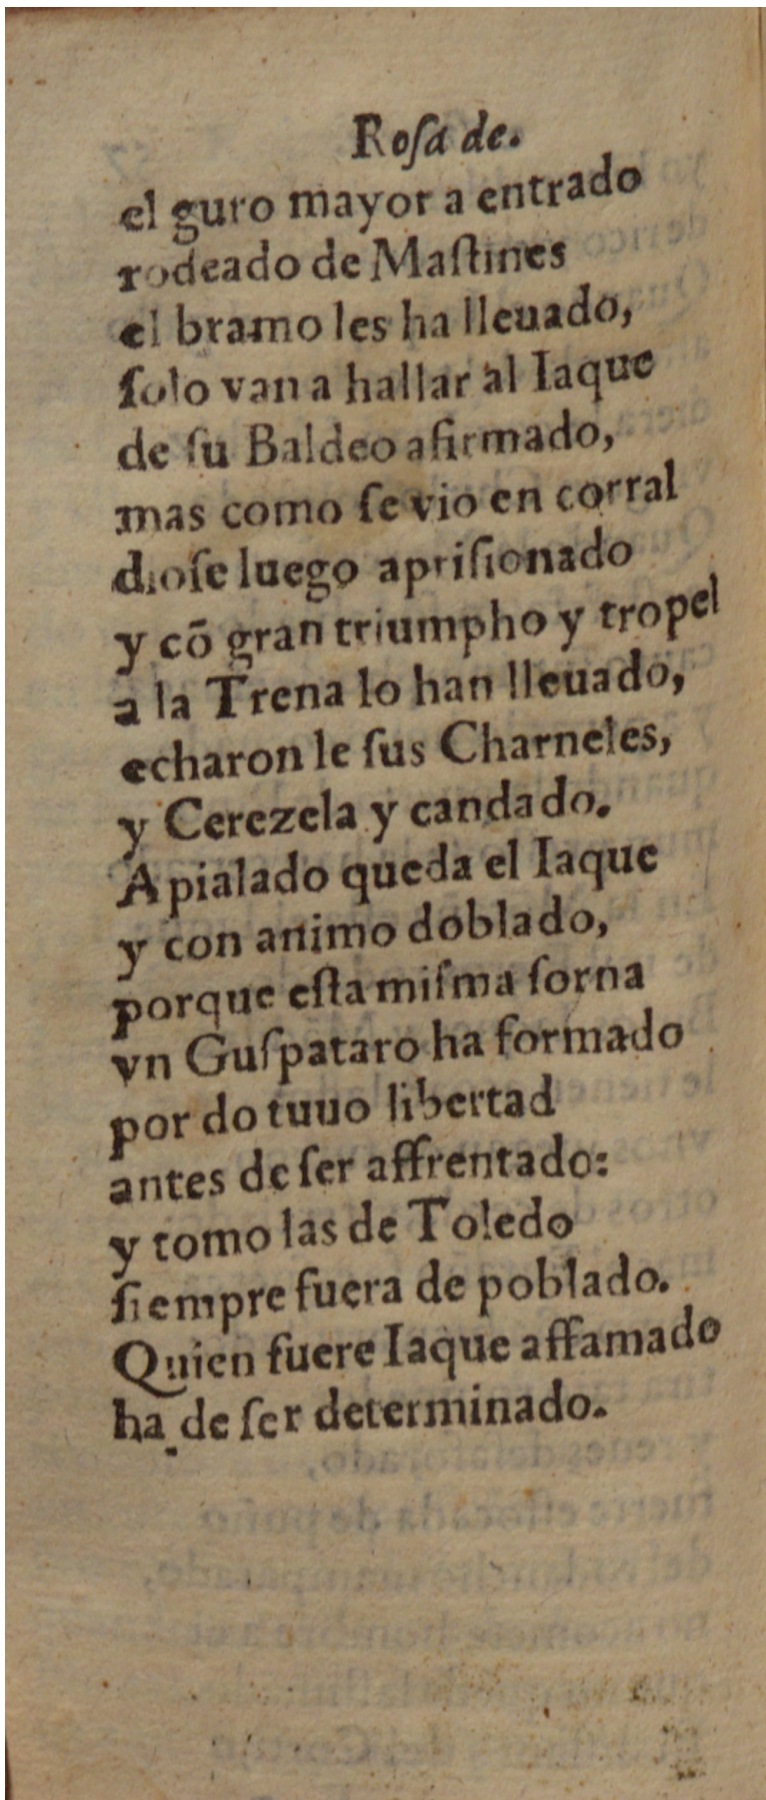 Roſa de.
el guro mayor a entrado
rodeado de Maſtines
el bramo les ha lleuado,
ſolo van a hallar al Iaque
de ſu Baldeo afirmado,
mas como ſe vio en corral
dioſe luego apriſionado
y cõ gran triumpho y tropel
a la Trena lo han lleuado,
echaron le ſus Charneles,
y Cerezela y candado.
Apialado queda el Iaque
y con animo doblado,
porque eſta miſma ſorna
vn Guſpataro ha formado
por do tuuo libertad
antes de ſer affrentado:
y tomo las de Toledo
ſiempre fuera de poblado.
Quien fuere Iaque affamado
ha de ſer determinado.